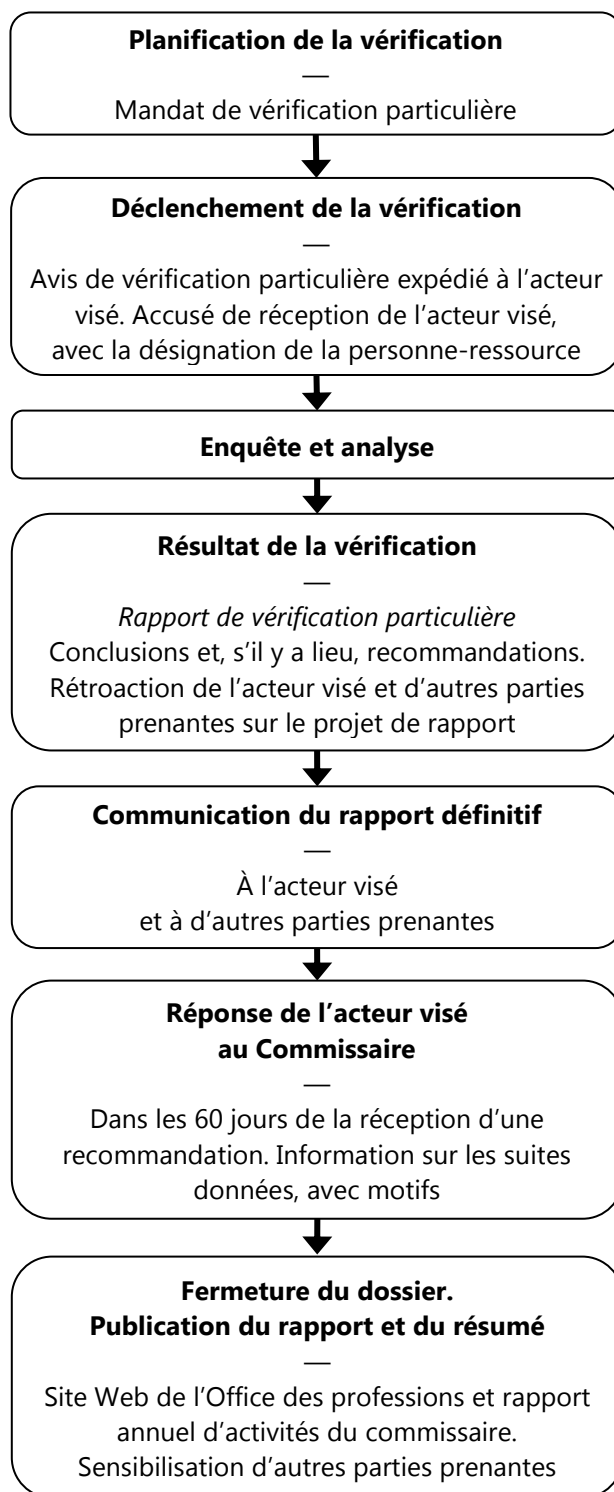 Planification de la vérification
—
Mandat de vérification particulière
Déclenchement de la vérification
—
Avis de vérification particulière expédié à l’acteur
visé. Accusé de réception de l’acteur visé,
avec la désignation de la personne-ressource
Enquête et analyse
Résultat de la vérification
—
Rapport de vérification particulière
Conclusions et, s’il y a lieu, recommandations.
Rétroaction de l’acteur visé et d’autres parties
prenantes sur le projet de rapport
Communication du rapport définitif
—
À l’acteur visé
et à d’autres parties prenantes
Réponse de l’acteur visé
au Commissaire
—
Dans les 60 jours de la réception d’une
recommandation. Information sur les suites
données, avec motifs
Fermeture du dossier.
Publication du rapport et du résumé
—
Site Web de l’Office des professions et rapport
annuel d’activités du commissaire.
Sensibilisation d’autres parties prenantes